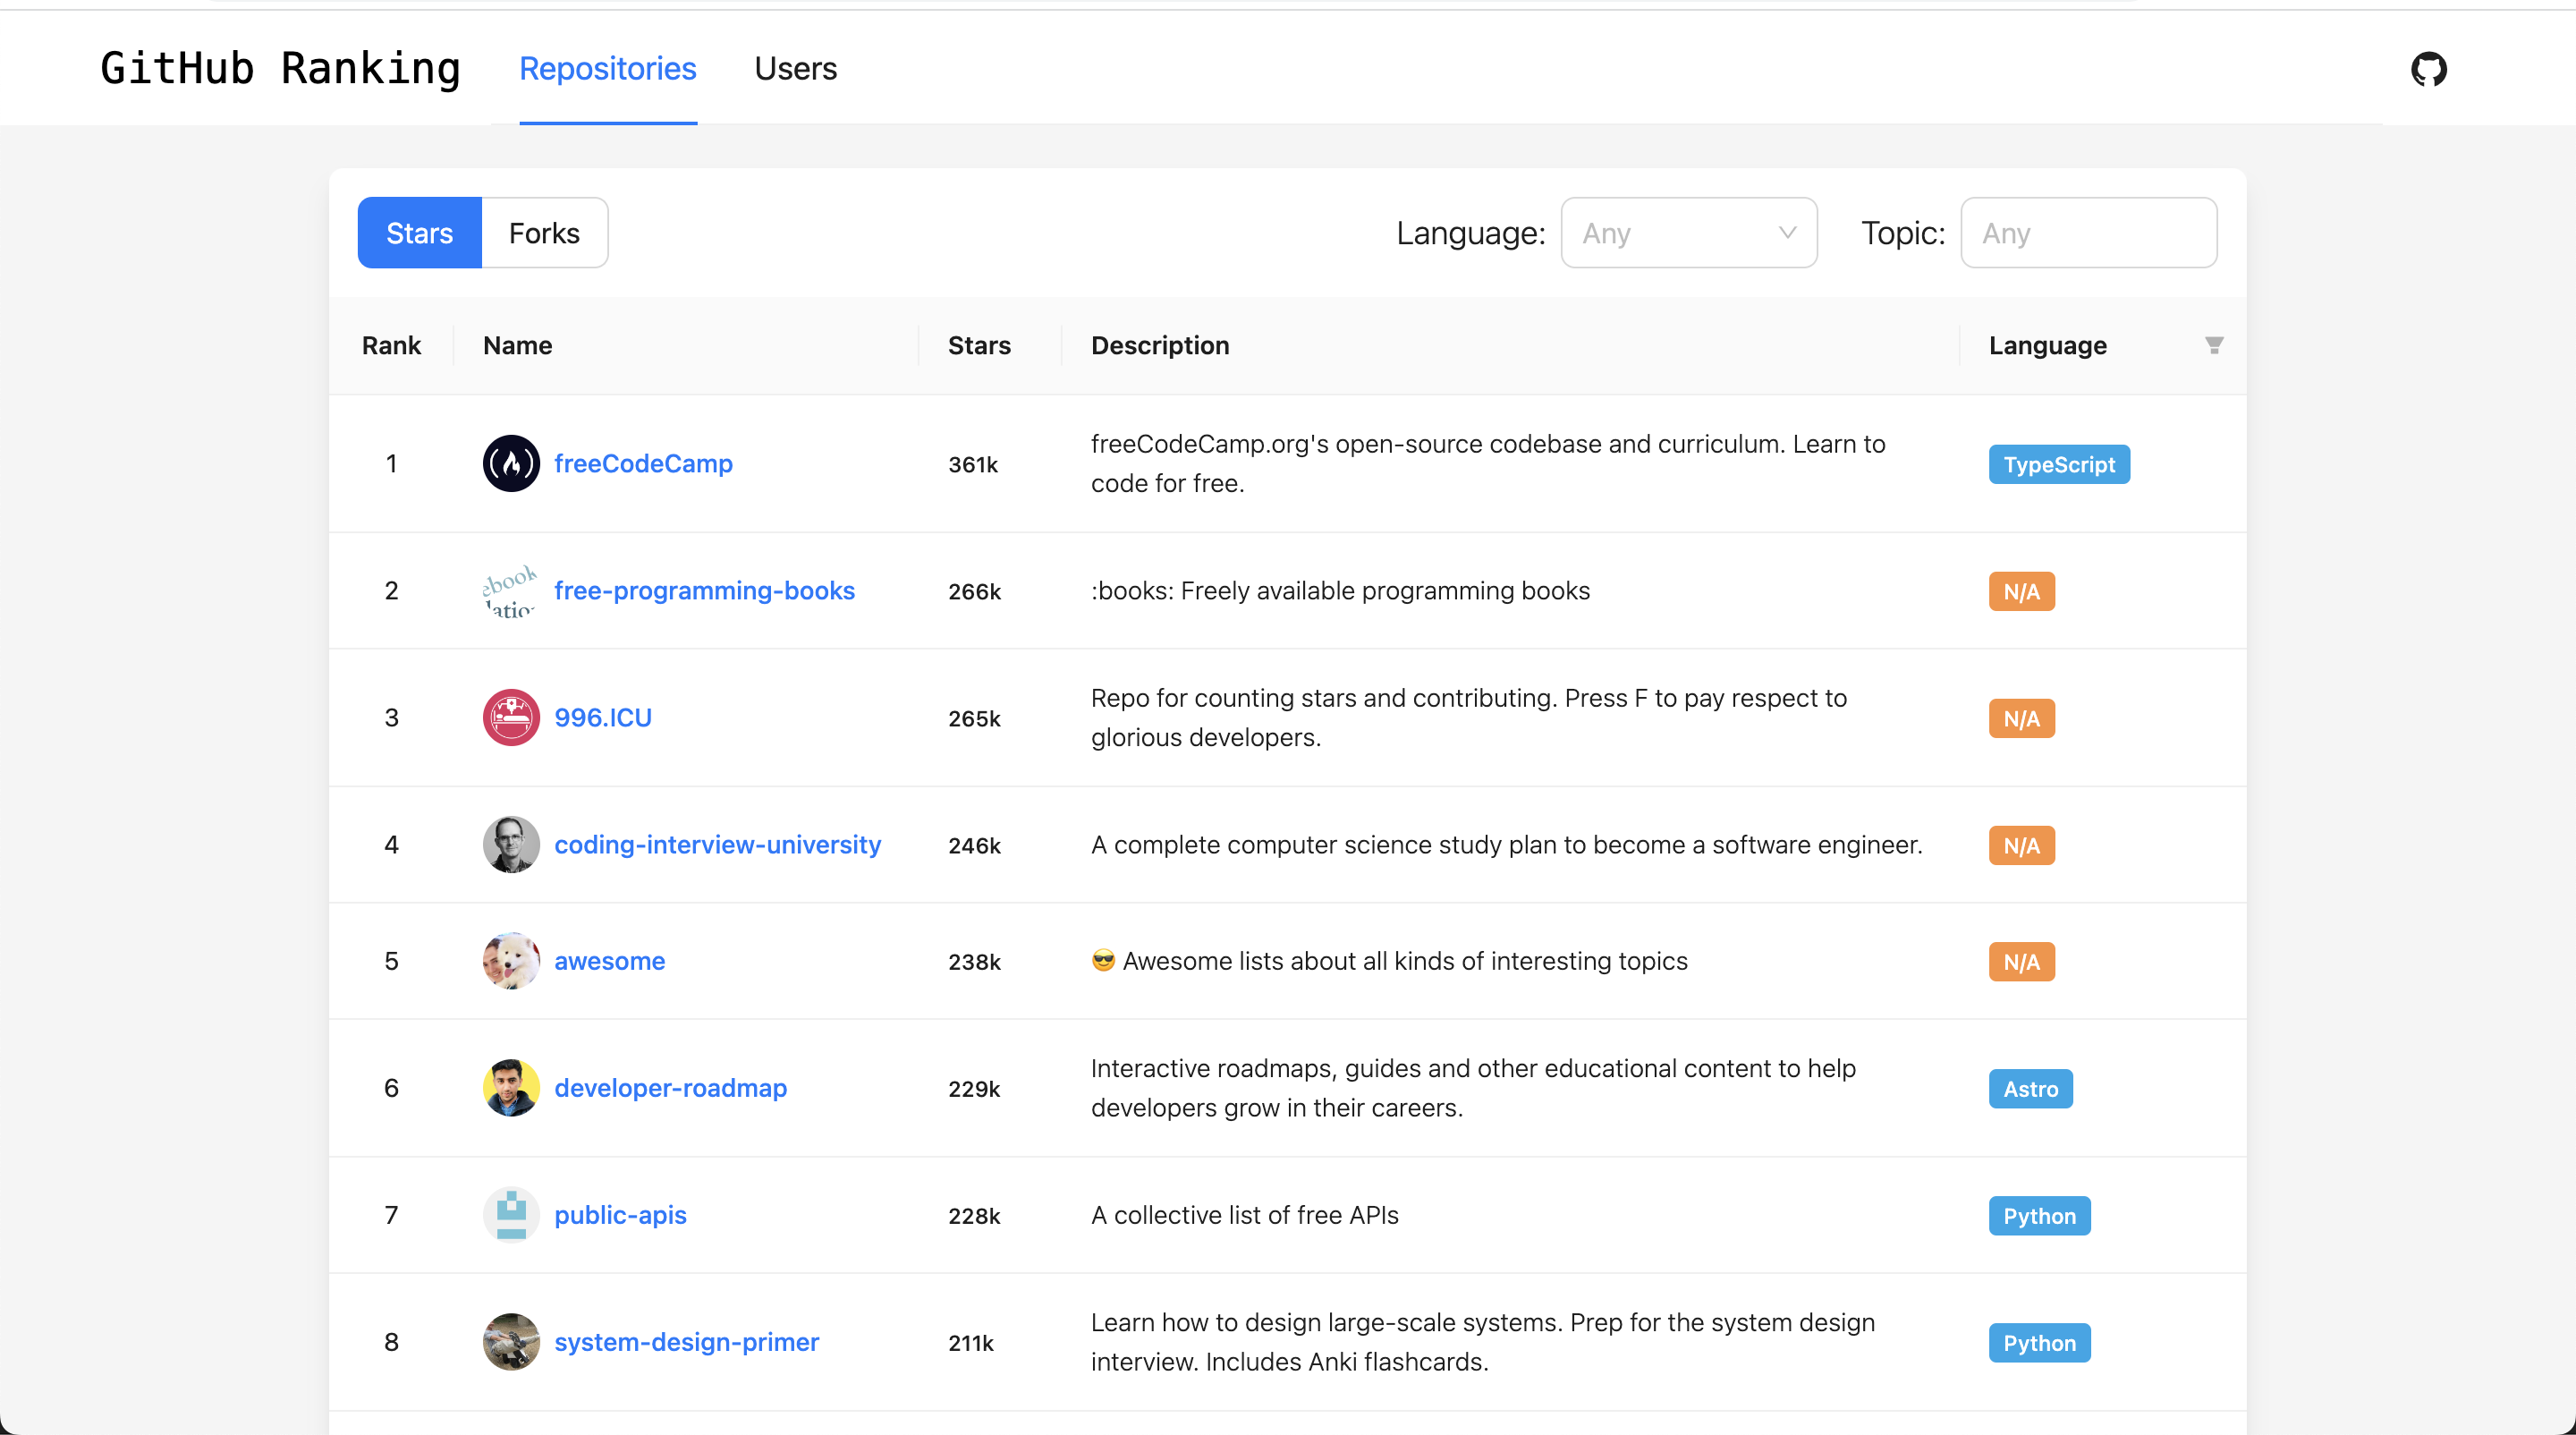 GitHub Ranking Repositories Users
Stars Forks Language: Any Topic: Any
Rank Name Stars Description Language
1 freeCodeCamp 361k freeCodeCamp.org's open-source codebase and curriculum. Learn to
code for free. TypeScript
2 free-programming-books 266k :books: Freely available programming books N/A
3 996.ICU 265k Repo for counting stars and contributing. Press F to pay respect to
glorious developers. N/A
4 coding-interview-university 246k A complete computer science study plan to become a software engineer. N/A
5 awesome 238k 😎 Awesome lists about all kinds of interesting topics N/A
6 developer-roadmap 229k Interactive roadmaps, guides and other educational content to help
developers grow in their careers. Astro
7 public-apis 228k A collective list of free APIs Python
8 system-design-primer 211k Learn how to design large-scale systems. Prep for the system design
interview. Includes Anki flashcards. Python